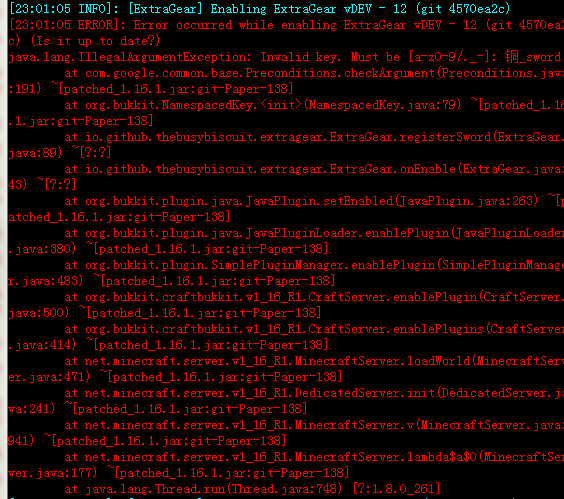 [23:01:05 INFO]: [ExtraGear] Enabling ExtraGear vDEV - 12 (git 4570ea2c)
[23:01:05 ERROR]: Error occurred while enabling ExtraGear vDEV - 12 (git 4570ea2
c) (Is it up to date?)
java.lang.IllegalArgumentException: Invalid key. Must be [a-z0-9/._-]: 铜_sword
at com.google.common.base.Preconditions.checkArgument(Preconditions.java
:191) ~[patched_1.16.1.jar:git-Paper-138]
at org.bukkit.NamespacedKey.<init>(NamespacedKey.java:79) ~[patched_1.16
.1.jar:git-Paper-138]
at io.github.thebusybiscuit.extragear.ExtraGear.registerSword(ExtraGear.
java:89) ~[?:?]
at io.github.thebusybiscuit.extragear.ExtraGear.onEnable(ExtraGear.java:
49) ~[?:?]
at org.bukkit.plugin.java.JavaPlugin.setEnabled(JavaPlugin.java:263) ~[p
atched_1.16.1.jar:git-Paper-138]
at org.bukkit.plugin.java.JavaPluginLoader.enablePlugin(JavaPluginLoader
.java:380) ~[patched_1.16.1.jar:git-Paper-138]
at org.bukkit.plugin.SimplePluginManager.enablePlugin(SimplePluginManage
r.java:483) ~[patched_1.16.1.jar:git-Paper-138]
at org.bukkit.craftbukkit.v1_16_R1.CraftServer.enablePlugin(CraftServer.
java:500) ~[patched_1.16.1.jar:git-Paper-138]
at org.bukkit.craftbukkit.v1_16_R1.CraftServer.enablePlugins(CraftServer
.java:414) ~[patched_1.16.1.jar:git-Paper-138]
at net.minecraft.server.v1_16_R1.MinecraftServer.loadWorld(MinecraftServ
er.java:471) ~[patched_1.16.1.jar:git-Paper-138]
at net.minecraft.server.v1_16_R1.DedicatedServer.init(DedicatedServer.ja
va:241) ~[patched_1.16.1.jar:git-Paper-138]
at net.minecraft.server.v1_16_R1.MinecraftServer.v(MinecraftServer.java:
941) ~[patched_1.16.1.jar:git-Paper-138]
at net.minecraft.server.v1_16_R1.MinecraftServer.lambda$a$0(MinecraftSer
ver.java:177) ~[patched_1.16.1.jar:git-Paper-138]
at java.lang.Thread.run(Thread.java:748) [?:1.8.0_261]